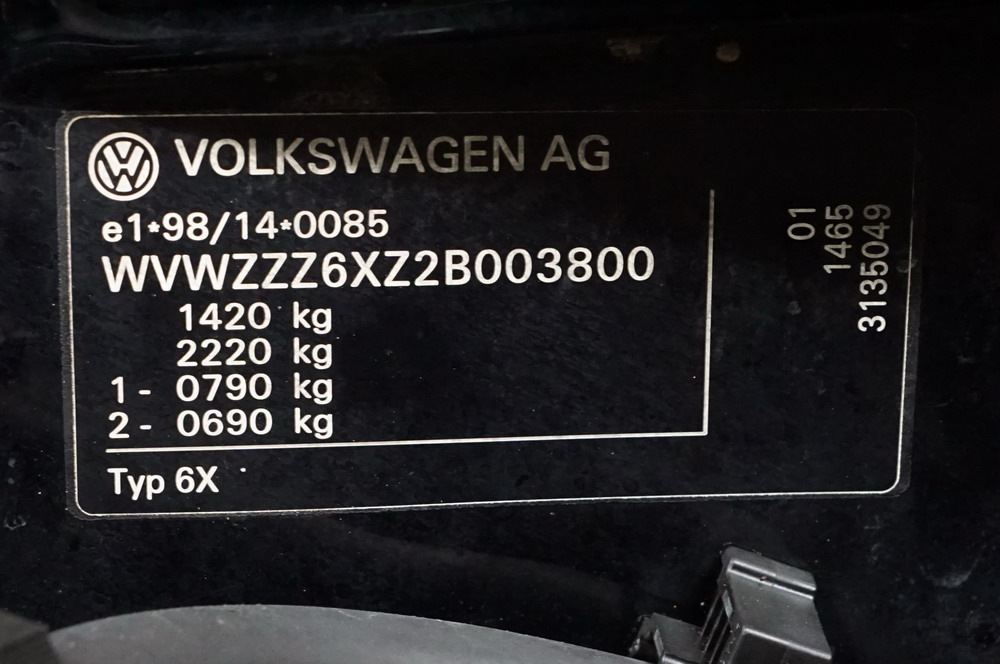 VOLKSWAGEN AG
e1*98/14*0085
WVWZZZ6XZ2B003800
1420 kg
2220 kg
1- 0790 kg
2- 0690 kg
Typ 6X
01
1465
3135049